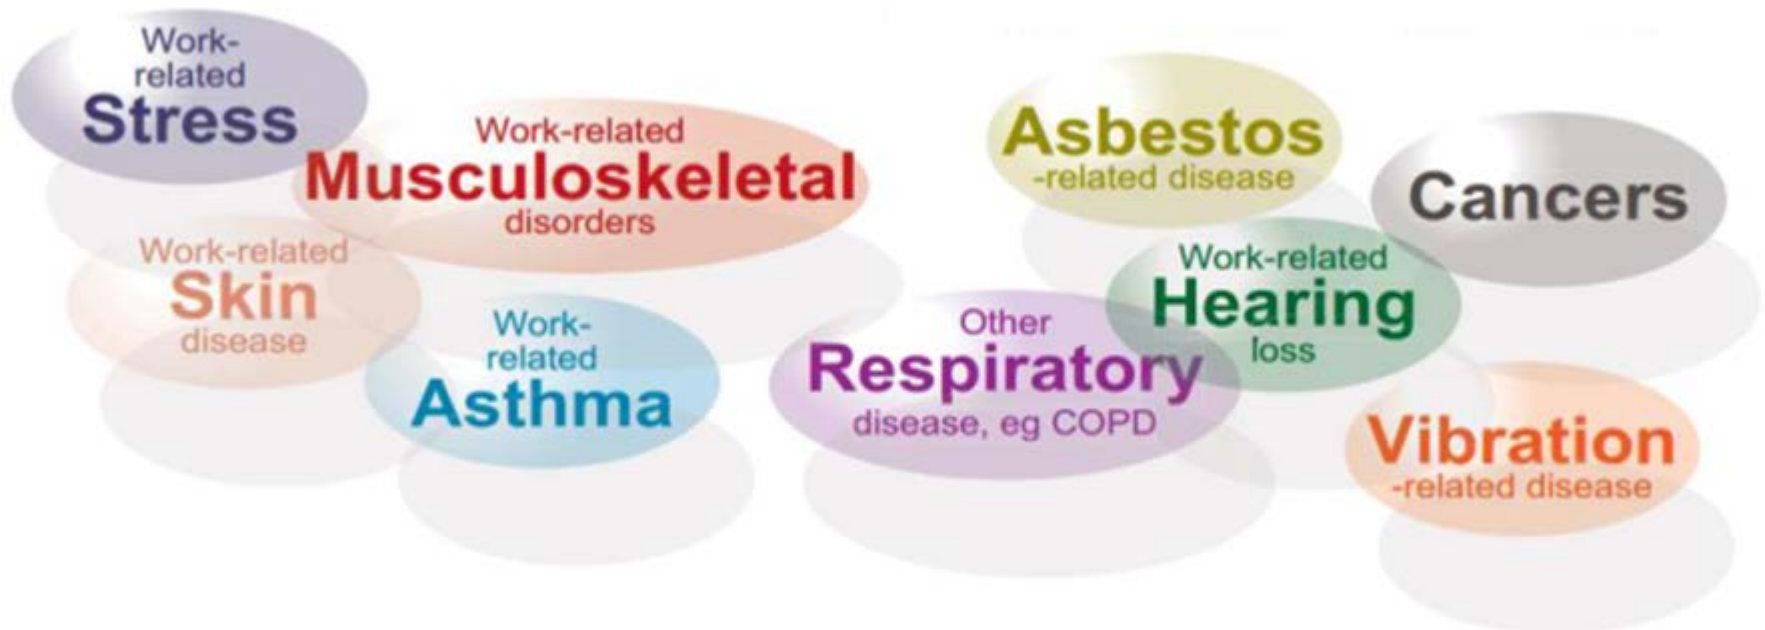 Work-
related
Stress
Work-related
Musculoskeletal
disorders
Work-related
Skin
disease
Work-
related
Asthma
Asbestos
-related disease
Cancers
Work-related
Hearing
loss
Other
Respiratory
disease, eg COPD
Vibration
-related disease